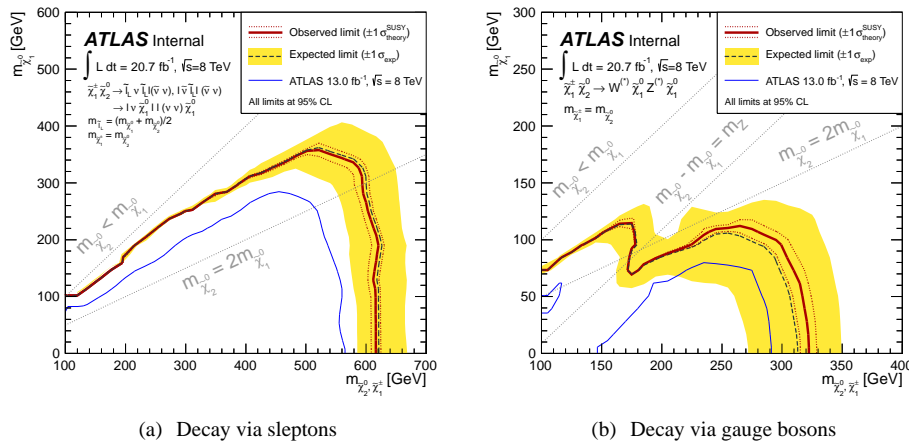 m_χ̃₁⁰ [GeV]
600
500
400
300
200
100
0
100 200 300 400 500 600 700
m_χ̃₂⁰, χ̃₁± [GeV]
ATLAS Internal
∫ L dt = 20.7 fb⁻¹, √s=8 TeV
χ̃₁± χ̃₂⁰ → l̃_L ν l̃_L l(ν̃ ν), l ν̃ l̃_L l (ν̃ ν)
→ l ν χ̃₁⁰ l l (ν ν) χ̃₁⁰
m_l̃_L = (m_χ̃₁⁰ + m_χ̃₂⁰)/2
m_χ̃₁± = m_χ̃₂⁰
Observed limit (±1 σ_theory^SUSY)
Expected limit (±1 σ_exp)
ATLAS 13.0 fb⁻¹, √s = 8 TeV
All limits at 95% CL
m_χ̃₂⁰ < m_χ̃₁⁰
m_χ̃₂⁰ = 2m_χ̃₁⁰
(a) Decay via sleptons
m_χ̃₁⁰ [GeV]
300
250
200
150
100
50
0
100 150 200 250 300 350 400
m_χ̃₂⁰, χ̃₁± [GeV]
ATLAS Internal
∫ L dt = 20.7 fb⁻¹, √s=8 TeV
χ̃₁± χ̃₂⁰ → W⁽*⁾ χ̃₁⁰ Z⁽*⁾ χ̃₁⁰
m_χ̃₁± = m_χ̃₂⁰
Observed limit (±1 σ_theory^SUSY)
Expected limit (±1 σ_exp)
ATLAS 13.0 fb⁻¹, √s = 8 TeV
All limits at 95% CL
m_χ̃₂⁰ < m_χ̃₁⁰
m_χ̃₂⁰ - m_χ̃₁⁰ = m_Z
m_χ̃₂⁰ = 2m_χ̃₁⁰
(b) Decay via gauge bosons